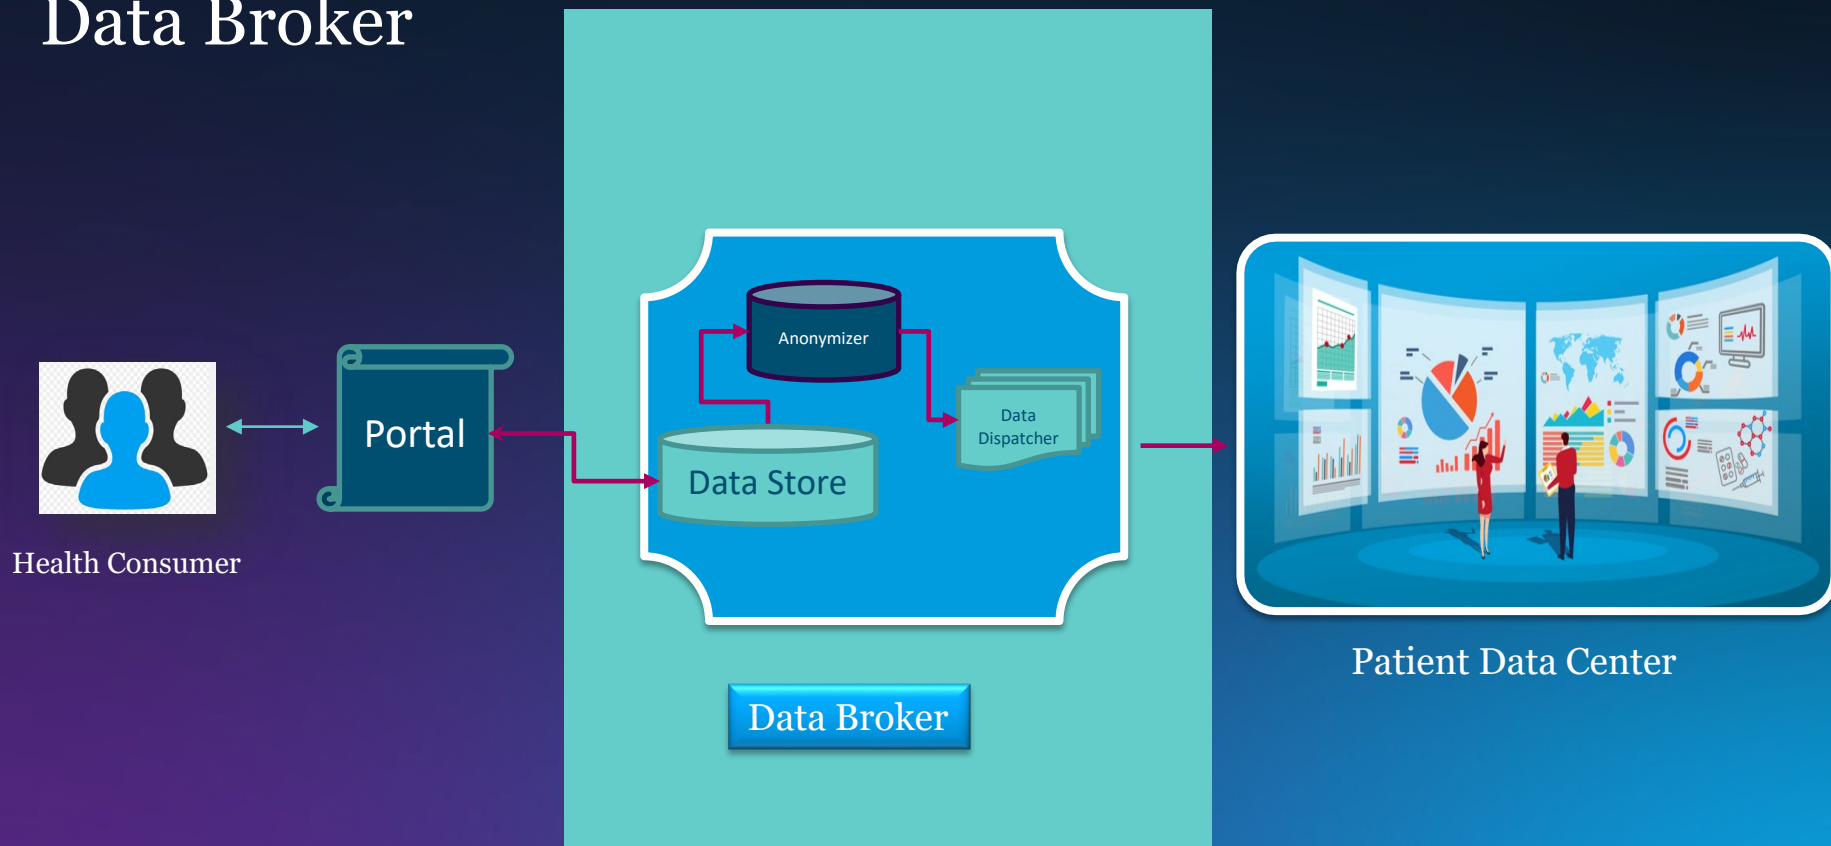 Data Broker
Anonymizer
Data
Dispatcher
Portal
Data Store
Health Consumer
Patient Data Center
Data Broker